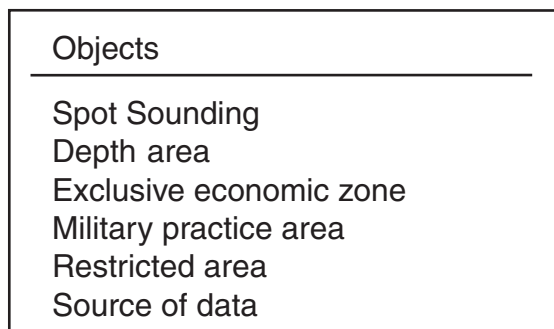 Objects
Spot Sounding
Depth area
Exclusive economic zone
Military practice area
Restricted area
Source of data